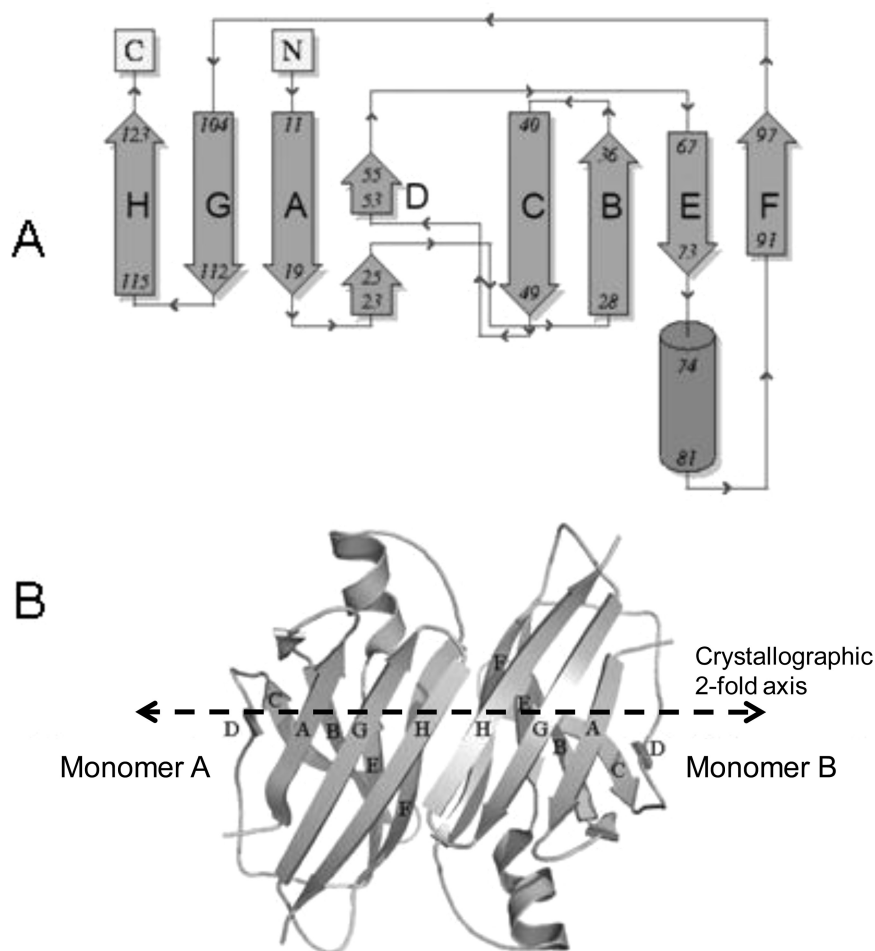 C N
123 104 11 40 36 67 97
55
53
H G A D C B E F
A
25
23
115 112 19 49 28 73 91
74
81
B
Crystallographic
2-fold axis
F
C E
D A B G H H G A
B D
E C
Monomer A Monomer B
F